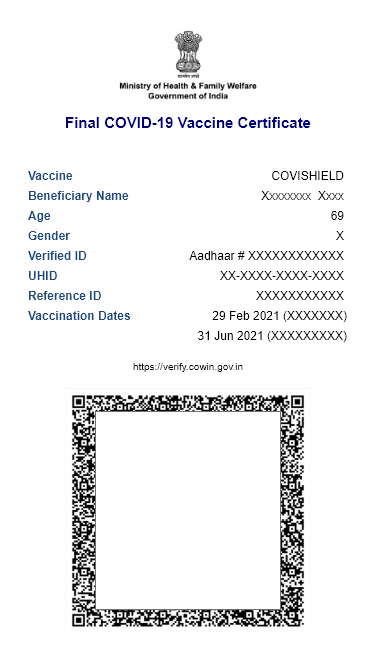 सत्यमेव जयते
Ministry of Health & Family Welfare
Government of India
Final COVID-19 Vaccine Certificate
Vaccine COVISHIELD
Beneficiary Name Xxxxxxxx Xxxx
Age 69
Gender X
Verified ID Aadhaar # XXXXXXXXXXXX
UHID XX-XXXX-XXXX-XXXX
Reference ID XXXXXXXXXXX
Vaccination Dates 29 Feb 2021 (XXXXXXX)
31 Jun 2021 (XXXXXXXXX)
https://verify.cowin.gov.in